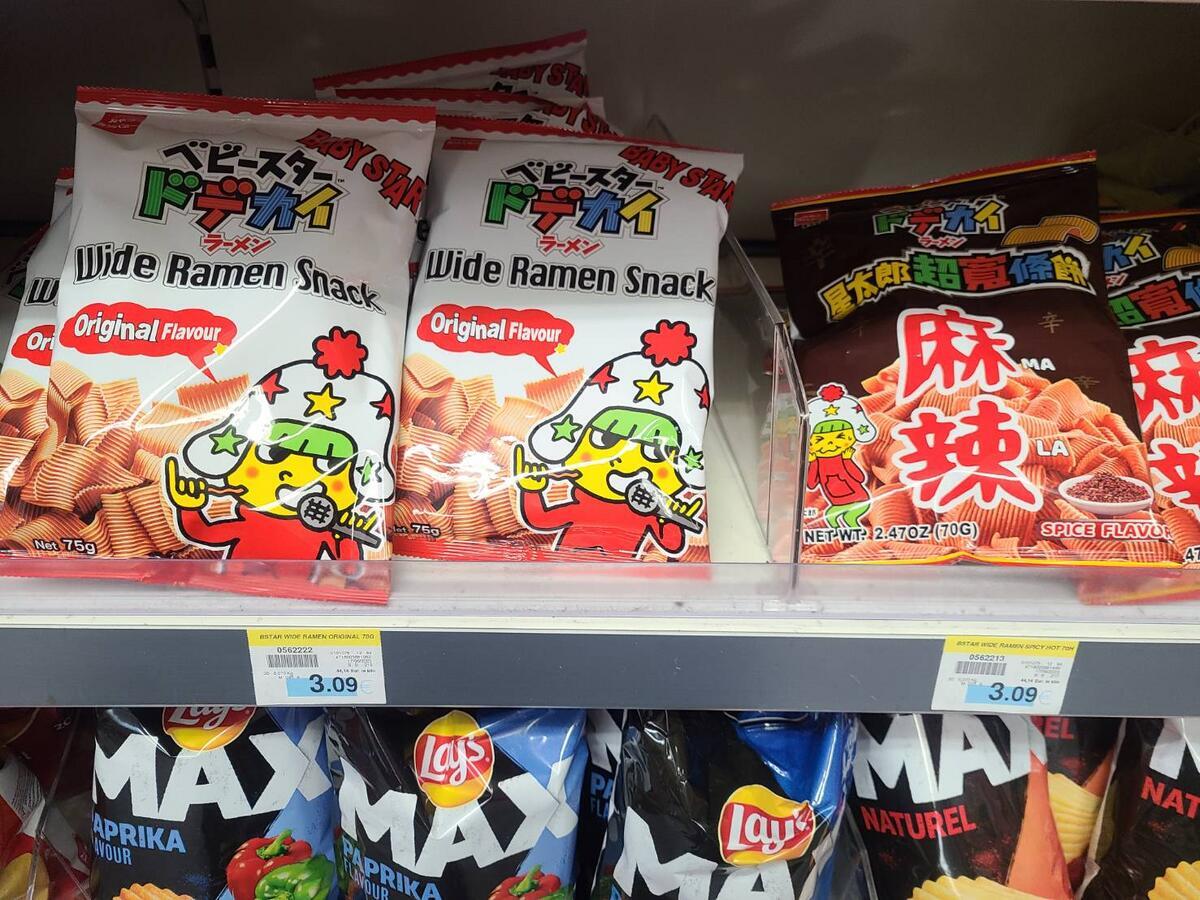 BABY STAR
ベビースター
ドデカイ
ラーメン
Wide Ramen Snack
Original Flavour
Net 75g
BABY STAR
ベビースター
ドデカイ
ラーメン
Wide Ramen Snack
Original Flavour
Net 75g
ドデカイ
ラーメン
星太郎超寬條餅
麻 MA
辣 LA
NET WT. 2.47OZ (70G)
SPICE FLAVOR
BSTAR WIDE RAMEN ORIGINAL 75G
0562222
3.09€
BSTAR WIDE RAMEN SPICY HOT 70H
0562213
3.09€
Lay's
MAX
PAPRIKA
FLAVOUR
Lay's
MAX
PAPRIKA
FLAVOUR
Lay's
MA
MAX
NATUREL